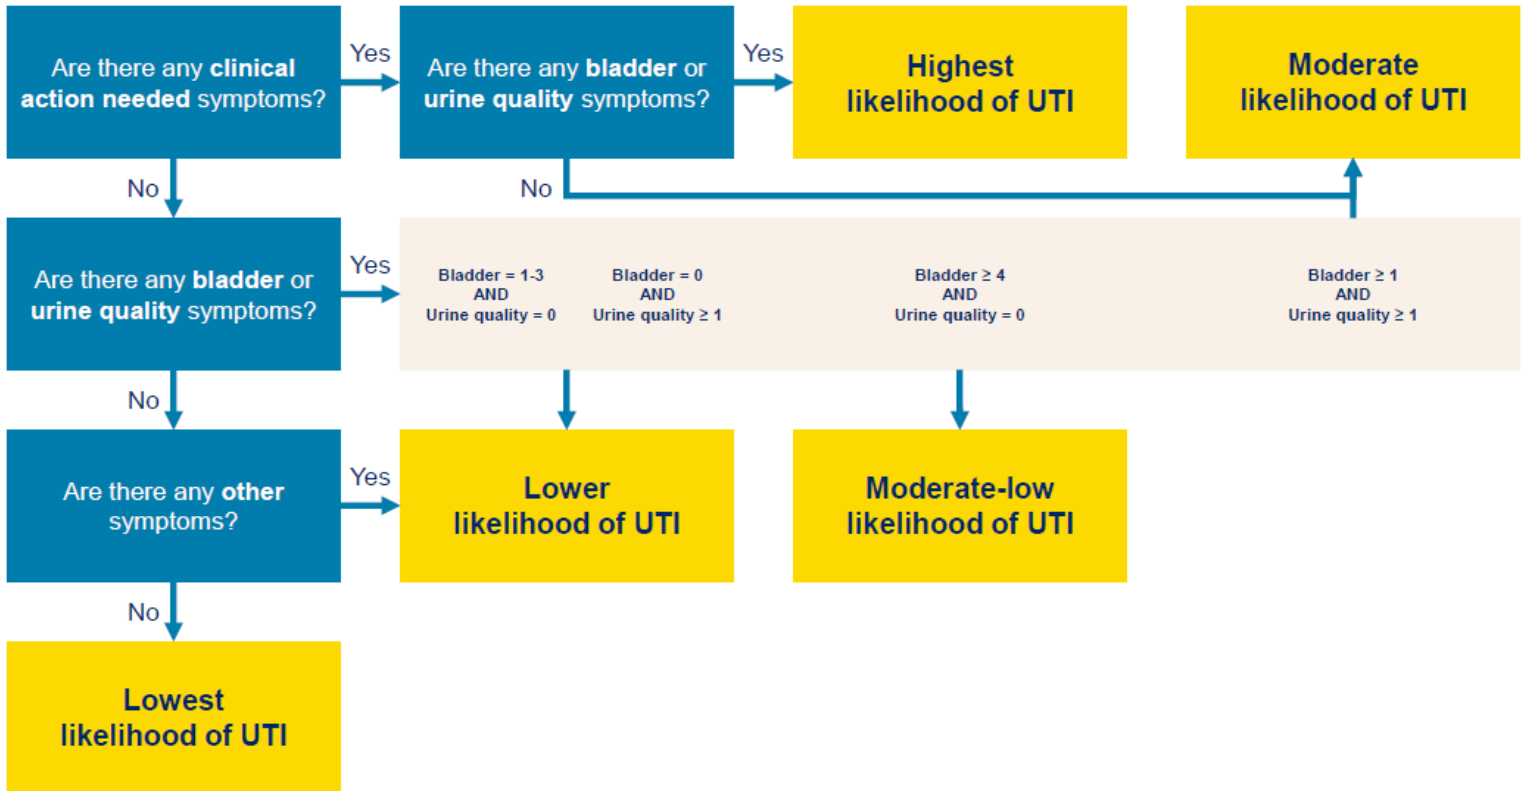 Are there any clinical
action needed symptoms?
Yes
Are there any bladder or
urine quality symptoms?
Yes
Highest
likelihood of UTI
Moderate
likelihood of UTI
No
No
Are there any bladder or
urine quality symptoms?
Yes
Bladder = 1-3
AND
Urine quality = 0
Bladder = 0
AND
Urine quality ≥ 1
Bladder ≥ 4
AND
Urine quality = 0
Bladder ≥ 1
AND
Urine quality ≥ 1
No
Are there any other
symptoms?
Yes
Lower
likelihood of UTI
Moderate-low
likelihood of UTI
No
Lowest
likelihood of UTI